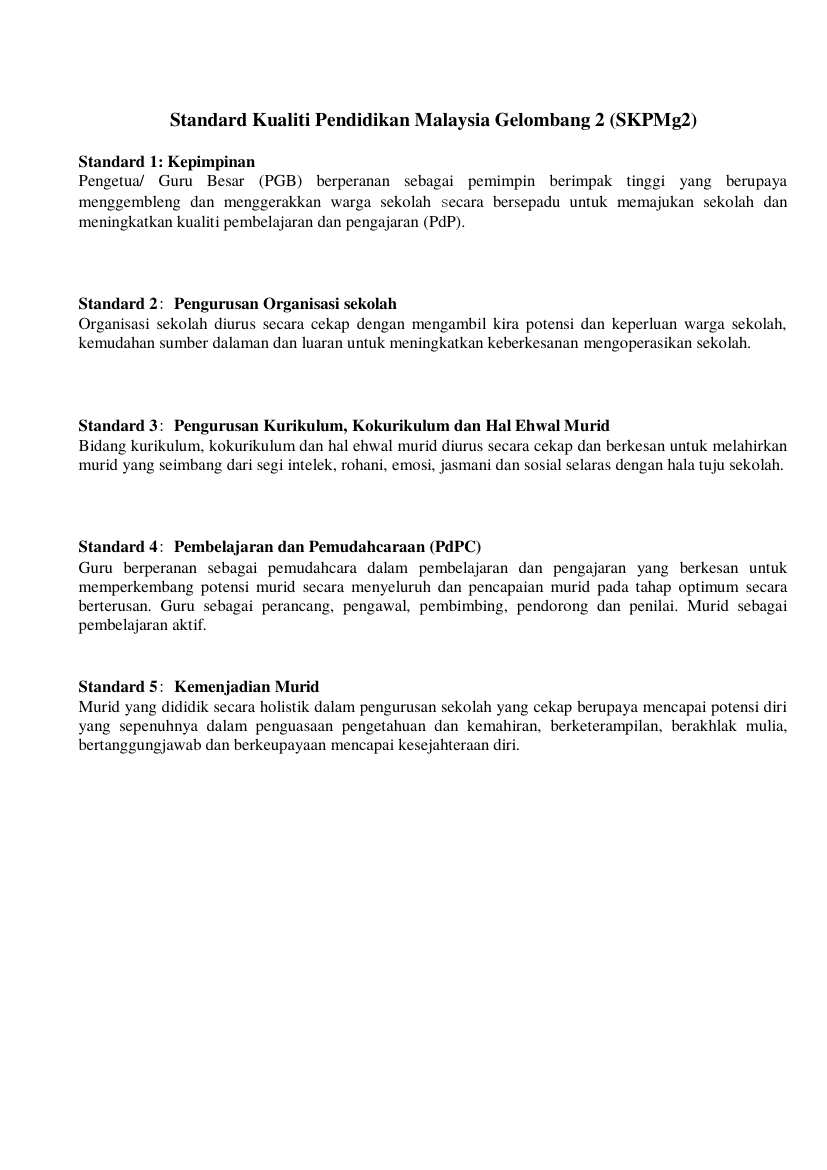 Standard Kualiti Pendidikan Malaysia Gelombang 2 (SKPMg2)
Standard 1: Kepimpinan
Pengetua/ Guru Besar (PGB) berperanan sebagai pemimpin berimpak tinggi yang berupaya
menggembleng dan menggerakkan warga sekolah secara bersepadu untuk memajukan sekolah dan
meningkatkan kualiti pembelajaran dan pengajaran (PdP).
Standard 2: Pengurusan Organisasi sekolah
Organisasi sekolah diurus secara cekap dengan mengambil kira potensi dan keperluan warga sekolah,
kemudahan sumber dalaman dan luaran untuk meningkatkan keberkesanan mengoperasikan sekolah.
Standard 3: Pengurusan Kurikulum, Kokurikulum dan Hal Ehwal Murid
Bidang kurikulum, kokurikulum dan hal ehwal murid diurus secara cekap dan berkesan untuk melahirkan
murid yang seimbang dari segi intelek, rohani, emosi, jasmani dan sosial selaras dengan hala tuju sekolah.
Standard 4: Pembelajaran dan Pemudahcaraan (PdPC)
Guru berperanan sebagai pemudahcara dalam pembelajaran dan pengajaran yang berkesan untuk
memperkembang potensi murid secara menyeluruh dan pencapaian murid pada tahap optimum secara
berterusan. Guru sebagai perancang, pengawal, pembimbing, pendorong dan penilai. Murid sebagai
pembelajaran aktif.
Standard 5: Kemenjadian Murid
Murid yang dididik secara holistik dalam pengurusan sekolah yang cekap berupaya mencapai potensi diri
yang sepenuhnya dalam penguasaan pengetahuan dan kemahiran, berketerampilan, berakhlak mulia,
bertanggungjawab dan berkeupayaan mencapai kesejahteraan diri.